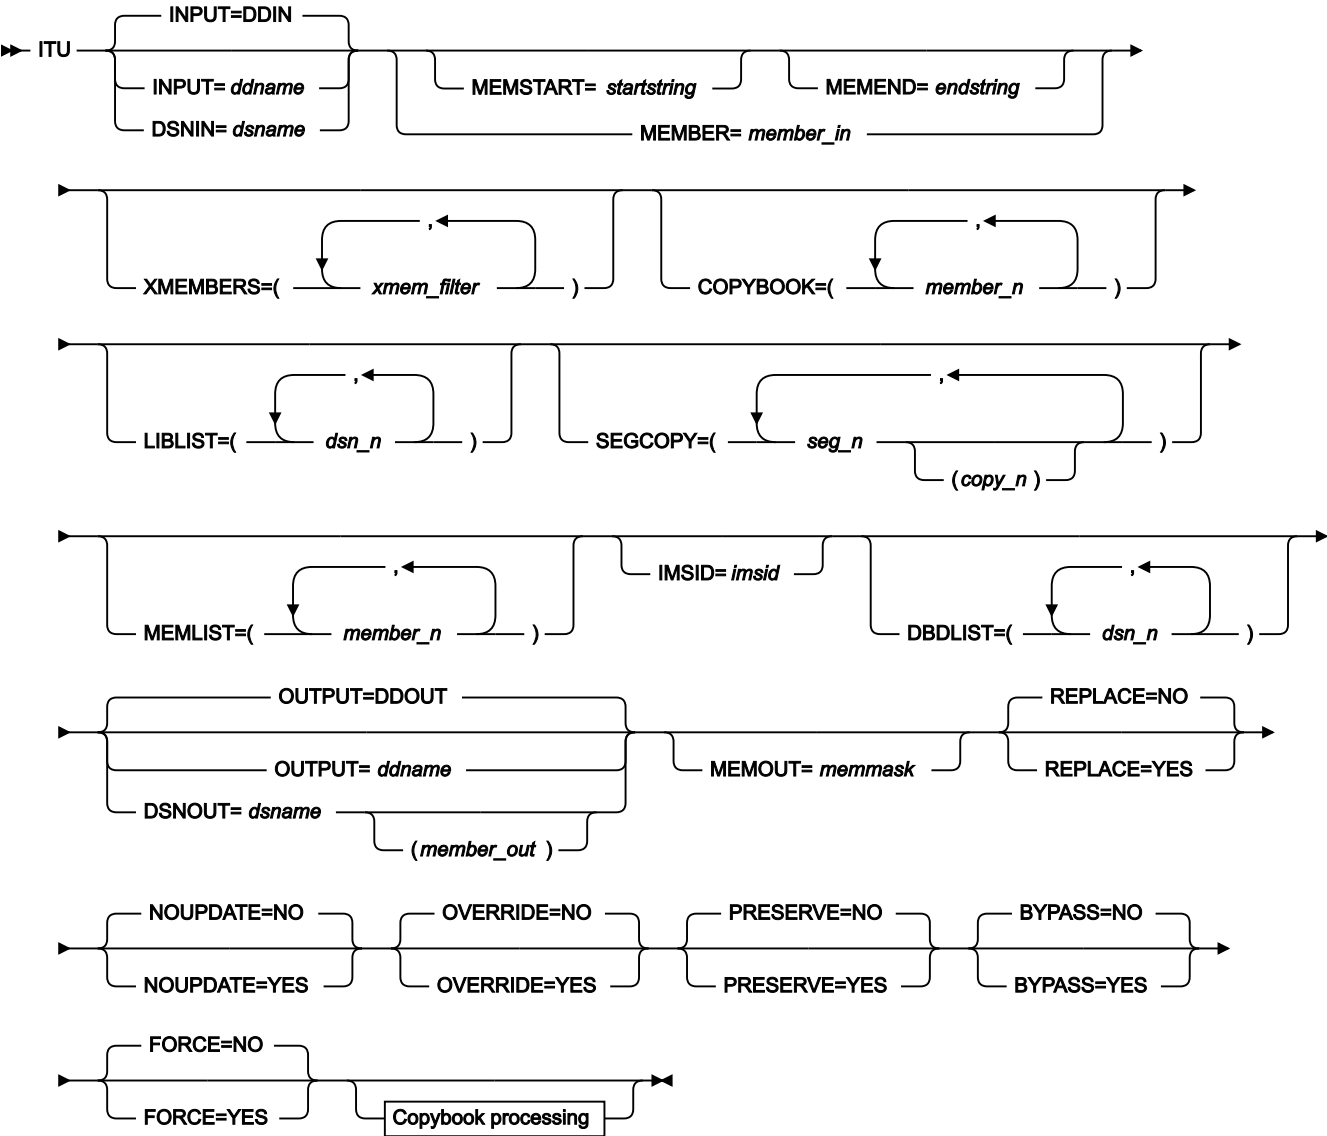 INPUT=DDIN
ITU
INPUT= ddname
MEMSTART= startstring
MEMEND= endstring
DSNIN= dsname
MEMBER= member_in
,
,
XMEMBERS=( xmem_filter )
COPYBOOK=( member_n )
,
,
LIBLIST=( dsn_n )
SEGCOPY=( seg_n )
(copy_n )
,
IMSID= imsid
,
MEMLIST=( member_n )
DBDLIST=( dsn_n )
OUTPUT=DDOUT
REPLACE=NO
OUTPUT= ddname
MEMOUT= memmask
REPLACE=YES
DSNOUT= dsname
(member_out )
NOUPDATE=NO
OVERRIDE=NO
PRESERVE=NO
BYPASS=NO
NOUPDATE=YES
OVERRIDE=YES
PRESERVE=YES
BYPASS=YES
FORCE=NO
FORCE=YES
Copybook processing